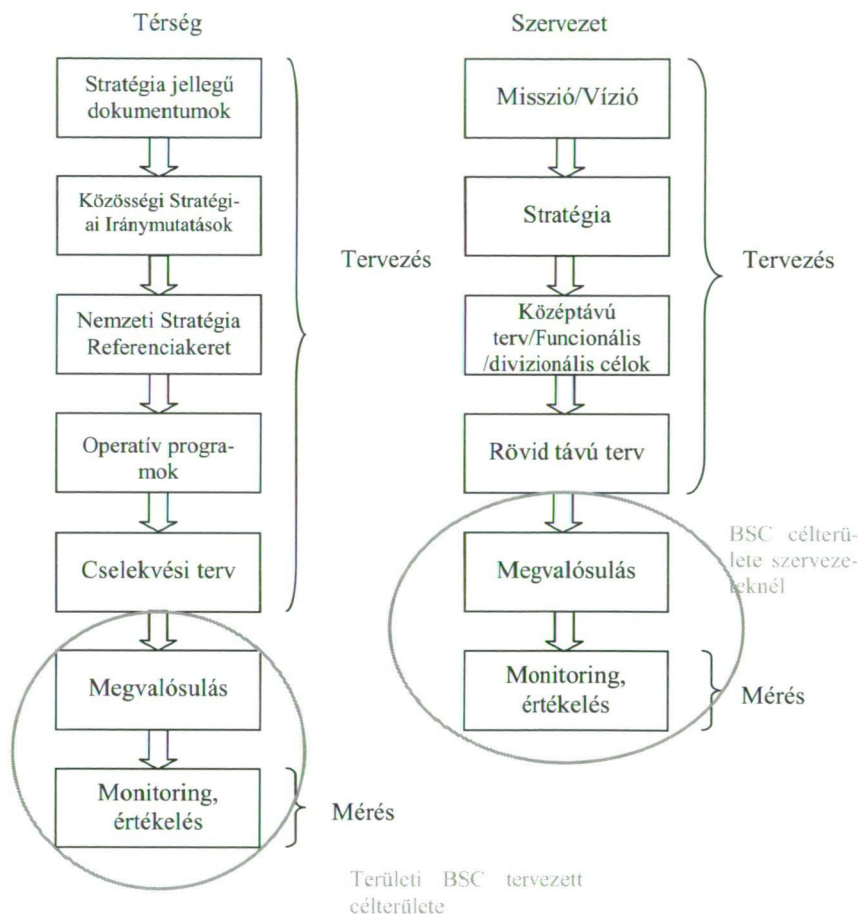 Térség
Stratégia jellegű
dokumentumok
Közösségi Stratégi-
ai Iránymutatások
Nemzeti Stratégia
Referenciakeret
Operatív progra-
mok
Cselekvési terv
Megvalósulás
Monitoring,
értékelés
Tervezés
Mérés
Területi BSC tervezett
célterülete
Szervezet
Misszió/Vízió
Stratégia
Középtávú
terv/Funcionális
/divizionális célok
Rövid távú terv
Megvalósulás
Monitoring,
értékelés
Tervezés
BSC célterü-
lete szerveze-
teknél
Mérés